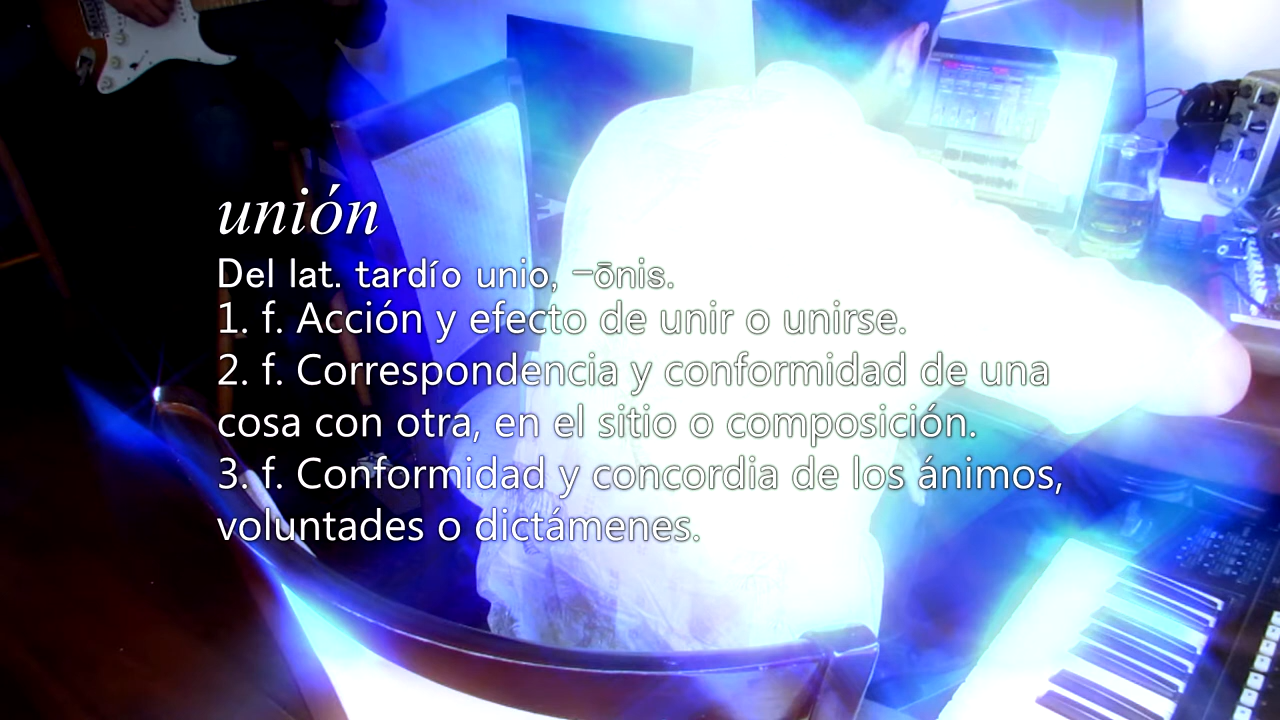 unión
Del lat. tardío unio, -ōnis.
1. f. Acción y efecto de unir o unirse.
2. f. Correspondencia y conformidad de una
cosa con otra, en el sitio o composición.
3. f. Conformidad y concordia de los ánimos,
voluntades o dictámenes.